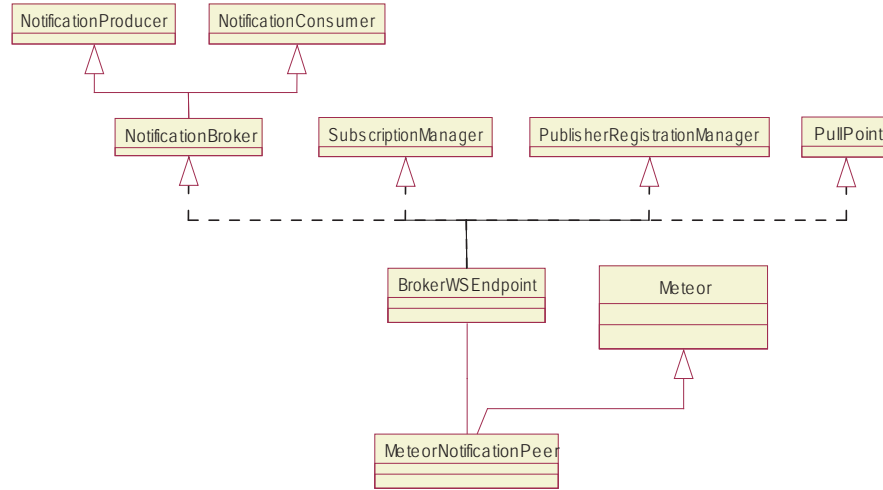 NotificationProducer
NotificationConsumer
NotificationBroker
SubscriptionManager
PublisherRegistrationManager
PullPoint
BrokerWSEndpoint
Meteor
MeteorNotificationPeer